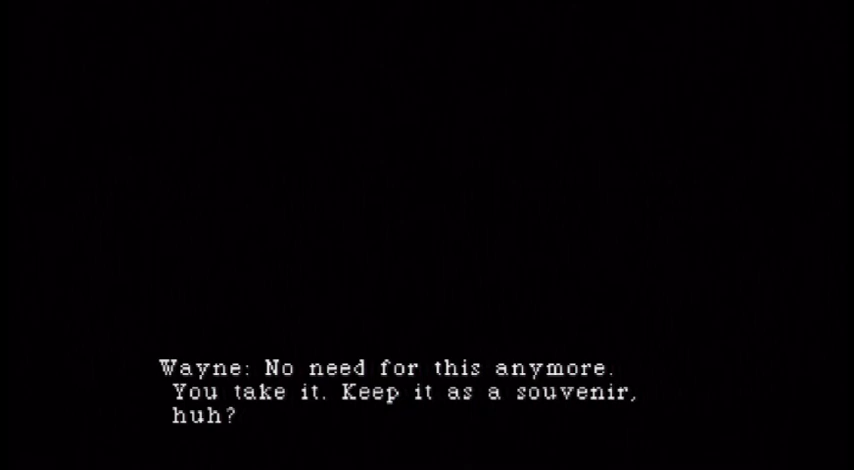 Wayne: No need for this anymore.
You take it. Keep it as a souvenir,
huh?